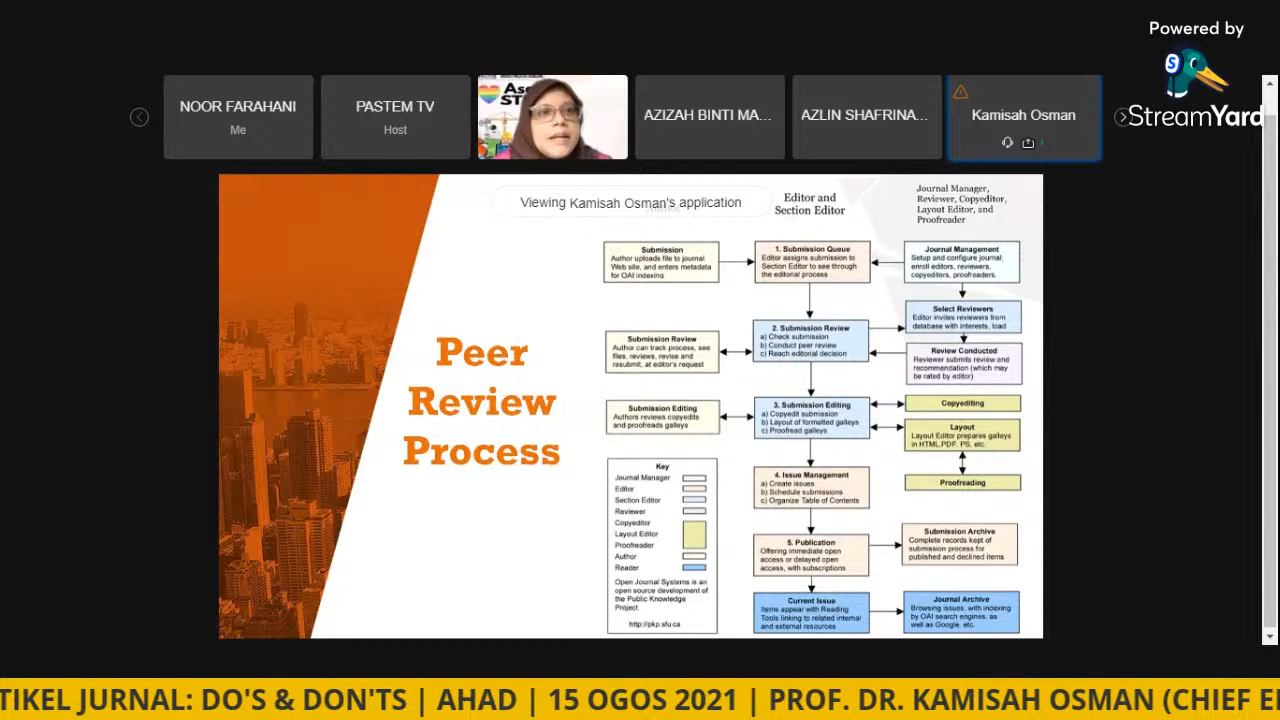 Powered by
StreamYard
NOOR FARAHANI
Me
PASTEM TV
Host
AZIZAH BINTI MA...
AZLIN SHAFRINA...
Kamisah Osman
Viewing Kamisah Osman's application
Peer
Review
Process
Editor and
Section Editor
Journal Manager,
Reviewer, Copyeditor,
Layout Editor, and
Proofreader
Submission
Author uploads file to journal
Web site, and enters metadata
for OAI indexing
1. Submission Queue
Editor assigns submission to
Section Editor to see through
the editorial process
Journal Management
Setup and configure journal;
enroll editors, reviewers,
copyeditors, proofreaders.
Select Reviewers
Editor invites reviewers from
database with interests, load
Submission Review
Author can track process, see
files, reviews, revise and
resubmit, at editor's request
2. Submission Review
a) Check submission
b) Conduct peer review
c) Reach editorial decision
Review Conducted
Reviewer submits review and
recommendation (which may
be rated by editor)
Submission Editing
Authors reviews copyedits
and proofreads galleys
3. Submission Editing
a) Copyedit submission
b) Layout of formatted galleys
c) Proofread galleys
Copyediting
Layout
Layout Editor prepares galleys
in HTML,PDF, PS, etc.
Proofreading
Key
Journal Manager
Editor
Section Editor
Reviewer
Copyeditor
Layout Editor
Proofreader
Author
Reader
Open Journal Systems is an
open source development of
the Public Knowledge
Project.
http://pkp.sfu.ca
4. Issue Management
a) Create issues
b) Schedule submissions
c) Organize Table of Contents
5. Publication
Offering immediate open
access or delayed open
access, with subscriptions
Submission Archive
Complete records kept of
submission process for
published and declined items
Current Issue
Items appear with Reading
Tools linking to related internal
and external resources
Journal Archive
Browsing issues, with indexing
by OAI search engines, as
well as Google, etc.
TIKEL JURNAL: DO'S & DON'TS | AHAD | 15 OGOS 2021 | PROF. DR. KAMISAH OSMAN (CHIEF E